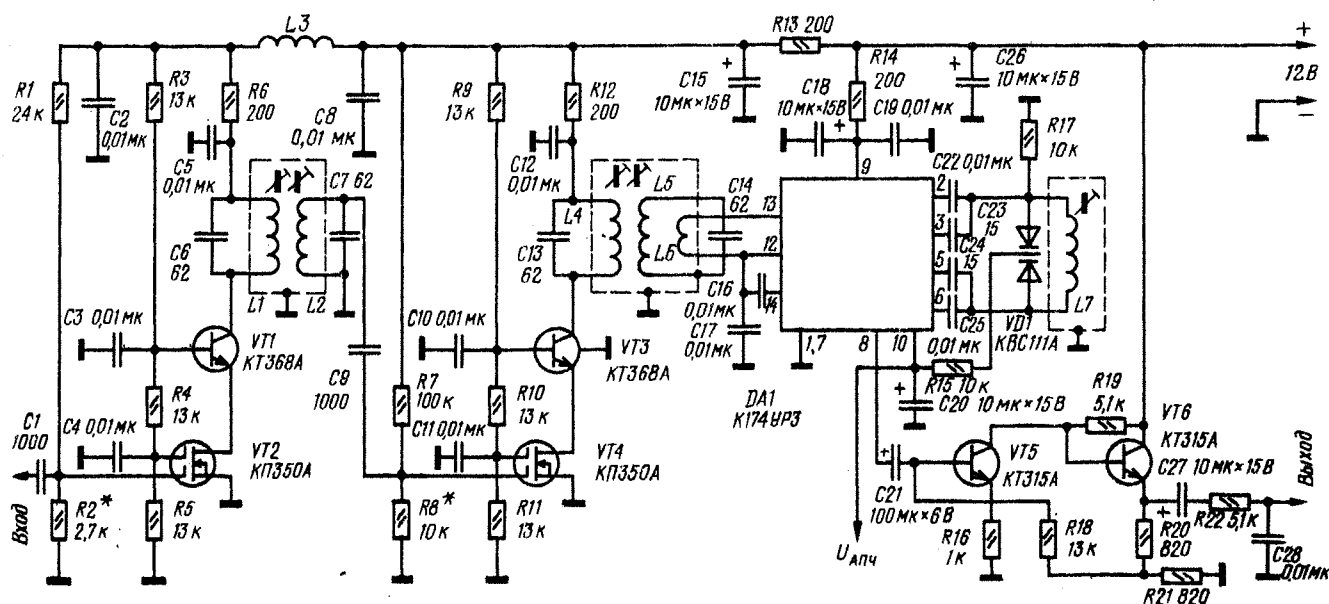 L3
R13 200
+
R1
24 к
C2
0,01 мк
R3
13 к
R6
200
C8
0,01 мк
R9
13 к
R12
200
+
C15
10 мк×15 В
R14
200
C18
10 мк×15 В
+
C19 0,01 мк
+
C26
10 мк×15 В
12 В
−
R17
10 к
C5
0,01 мк
C7 62
C12
0,01 мк
L5
C14
62
9
C22 0,01 мк
2
13
C23
15
3
C6
62
L4
C13
62
L6
12
C24
15
5
L1
L2
C16
0,01 мк
14
6
L7
C3 0,01 мк
VT1
КТ368А
C10 0,01 мк
VT3
КТ368А
C17
0,01 мк
1,7
8
10
C25
0,01 мк
VD1
КВС111А
C9
1000
DA1
К174УР3
R15 10 к
+
C20 10 мк×15 В
R19
5,1 к
VT6
КТ315А
R4
13 к
R7
100 к
R10
13 к
C1
1000
C4 0,01 мк
VT2
КП350А
C11 0,01 мк
VT4
КП350А
+
VT5
КТ315А
C27 10 мк×15 В
Выход
Вход
R2*
2,7 к
R5
13 к
R8*
10 к
R11
13 к
C21
100 мк×6 В
+
R22 5,1 к
UАПЧ
R16
1 к
R18
13 к
R20
820
C28
0,01 мк
R21 820